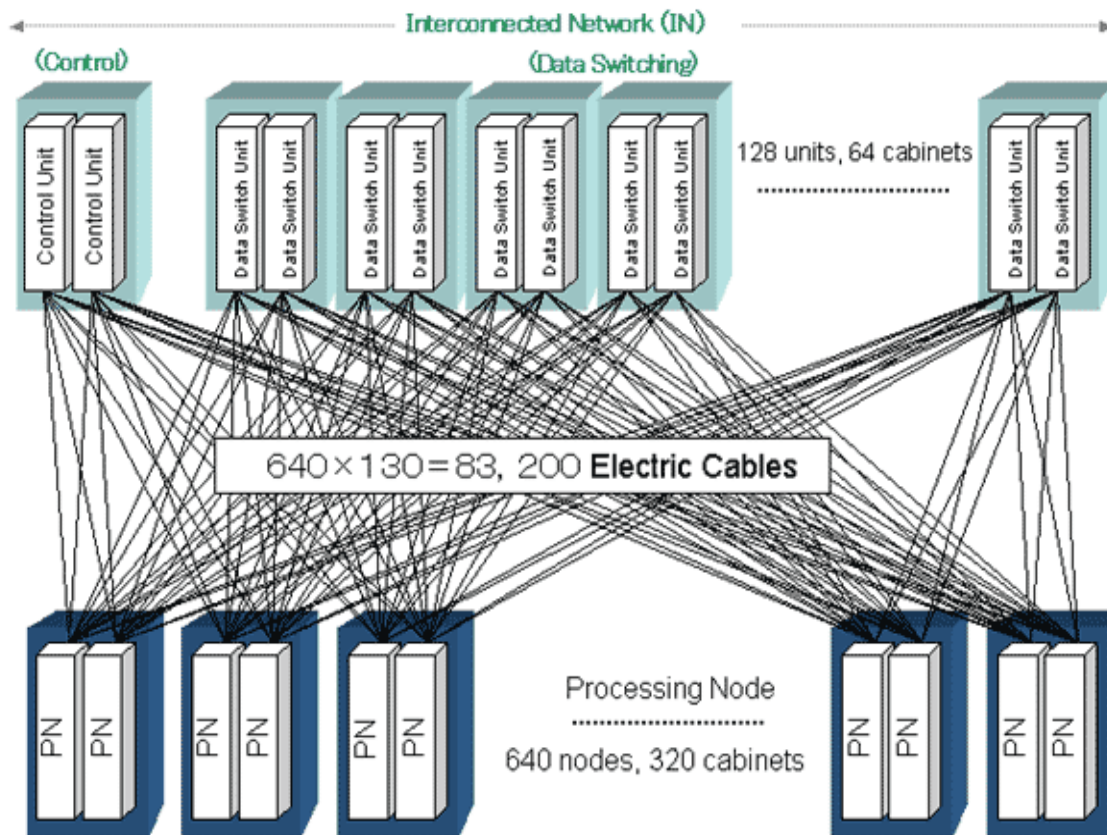 Interconnected Network (IN)
(Control)
(Data Switching)
Control Unit
Control Unit
Data Switch Unit
Data Switch Unit
Data Switch Unit
Data Switch Unit
Data Switch Unit
Data Switch Unit
Data Switch Unit
Data Switch Unit
128 units, 64 cabinets
Data Switch Unit
Data Switch Unit
640×130=83, 200 Electric Cables
PN
PN
PN
PN
PN
PN
Processing Node
640 nodes, 320 cabinets
PN
PN
PN
PN